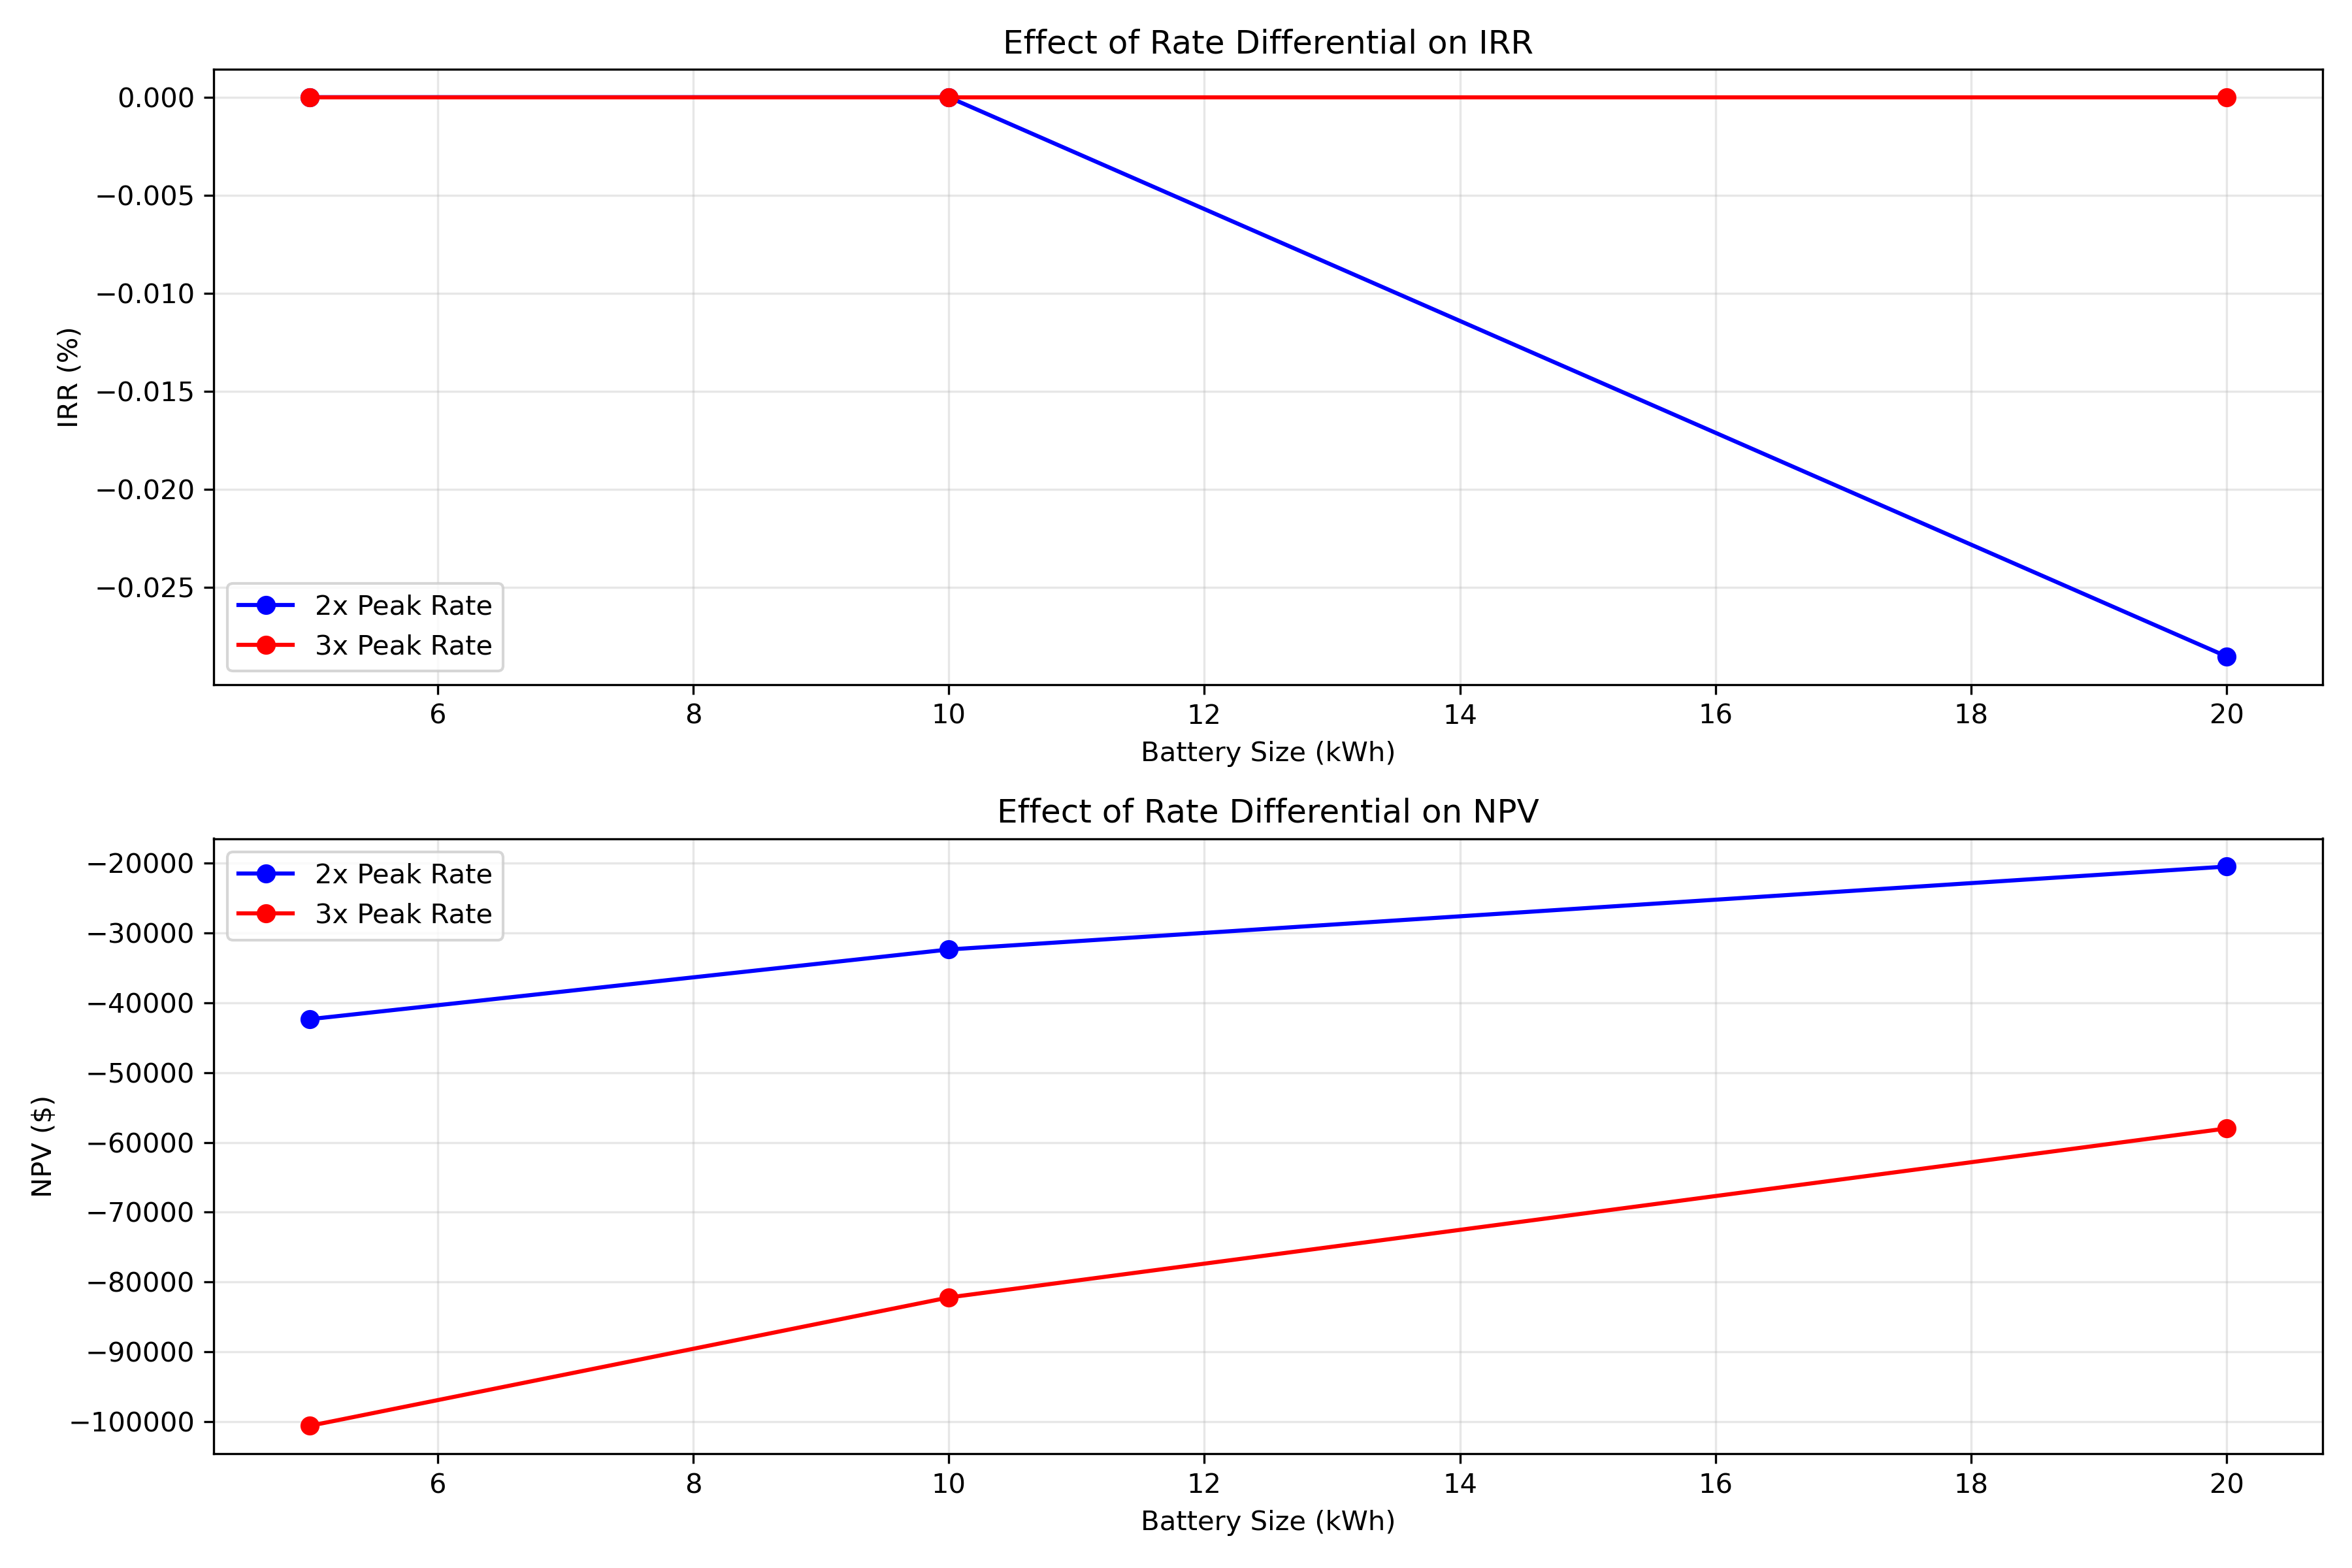 Effect of Rate Differential on IRR
0.000
−0.005
−0.010
−0.015
−0.020
−0.025
IRR (%)
2x Peak Rate
3x Peak Rate
6 8 10 12 14 16 18 20
Battery Size (kWh)
Effect of Rate Differential on NPV
−20000
−30000
−40000
−50000
−60000
−70000
−80000
−90000
−100000
NPV ($)
2x Peak Rate
3x Peak Rate
6 8 10 12 14 16 18 20
Battery Size (kWh)